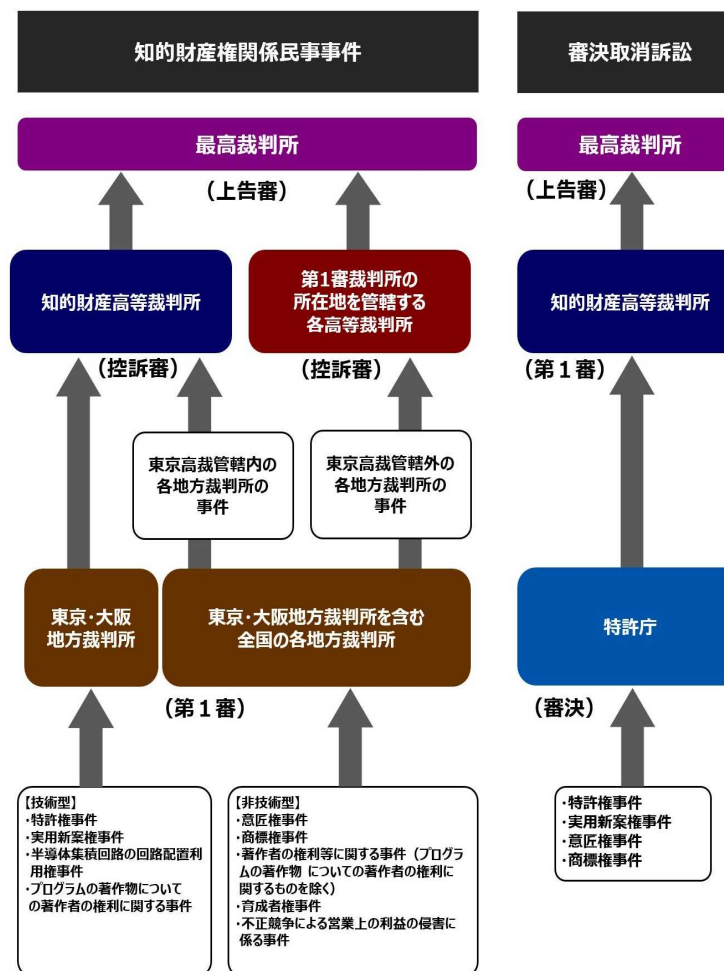 知的財産権関係民事事件
審決取消訴訟
最高裁判所
最高裁判所
（上告審）
（上告審）
知的財産高等裁判所
第1審裁判所の
所在地を管轄する
各高等裁判所
知的財産高等裁判所
（控訴審）
（控訴審）
（第１審）
東京高裁管轄内の
各地方裁判所の
事件
東京高裁管轄外の
各地方裁判所の
事件
東京・大阪
地方裁判所
東京・大阪地方裁判所を含む
全国の各地方裁判所
特許庁
（第１審）
（審決）
【技術型】
・特許権事件
・実用新案権事件
・半導体集積回路の回路配置利
用権事件
・プログラムの著作物について
の著作者の権利に関する事件
【非技術型】
・意匠権事件
・商標権事件
・著作者の権利等に関する事件（プログラ
ムの著作物 についての著作者の権利に
関するものを除く）
・育成者権事件
・不正競争による営業上の利益の侵害に
係る事件
・特許権事件
・実用新案権事件
・意匠権事件
・商標権事件